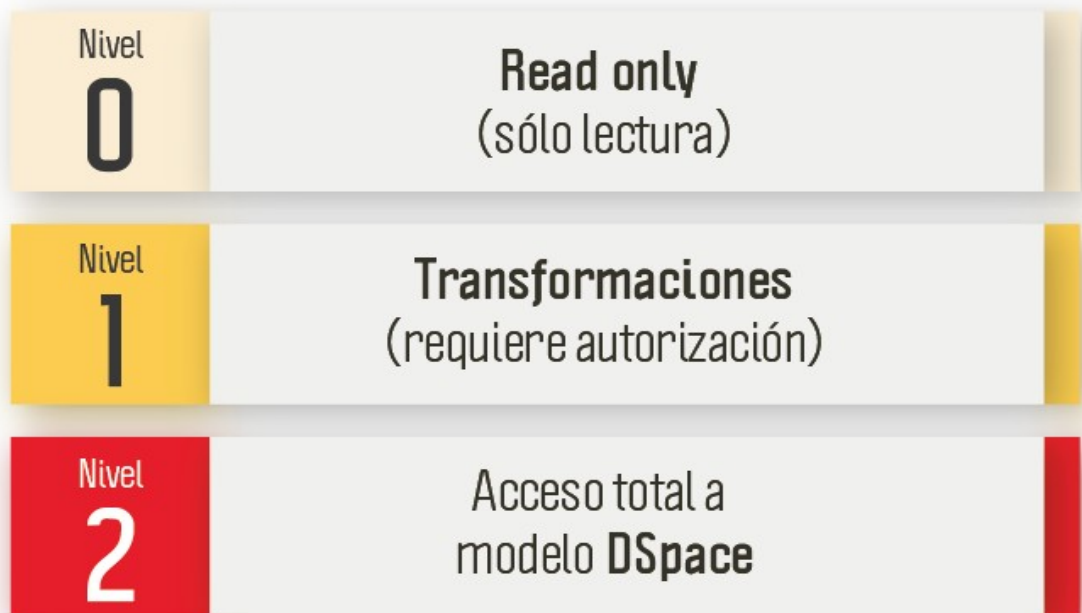 Nivel
0
Read only
(sólo lectura)
Nivel
1
Transformaciones
(requiere autorización)
Nivel
2
Acceso total a
modelo DSpace